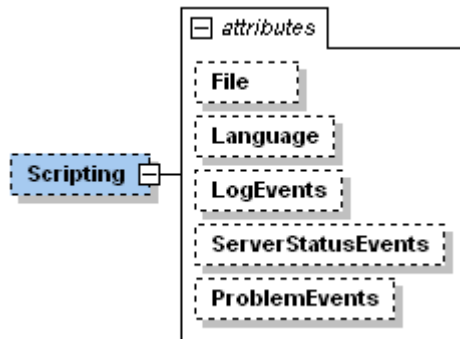 attributes
File
Language
Scripting
LogEvents
ServerStatusEvents
ProblemEvents